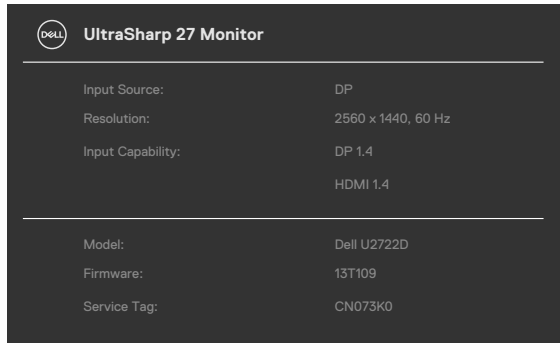 DELL UltraSharp 27 Monitor
Input Source: DP
Resolution: 2560 x 1440, 60 Hz
Input Capability: DP 1.4
HDMI 1.4
Model: Dell U2722D
Firmware: 13T109
Service Tag: CN073K0